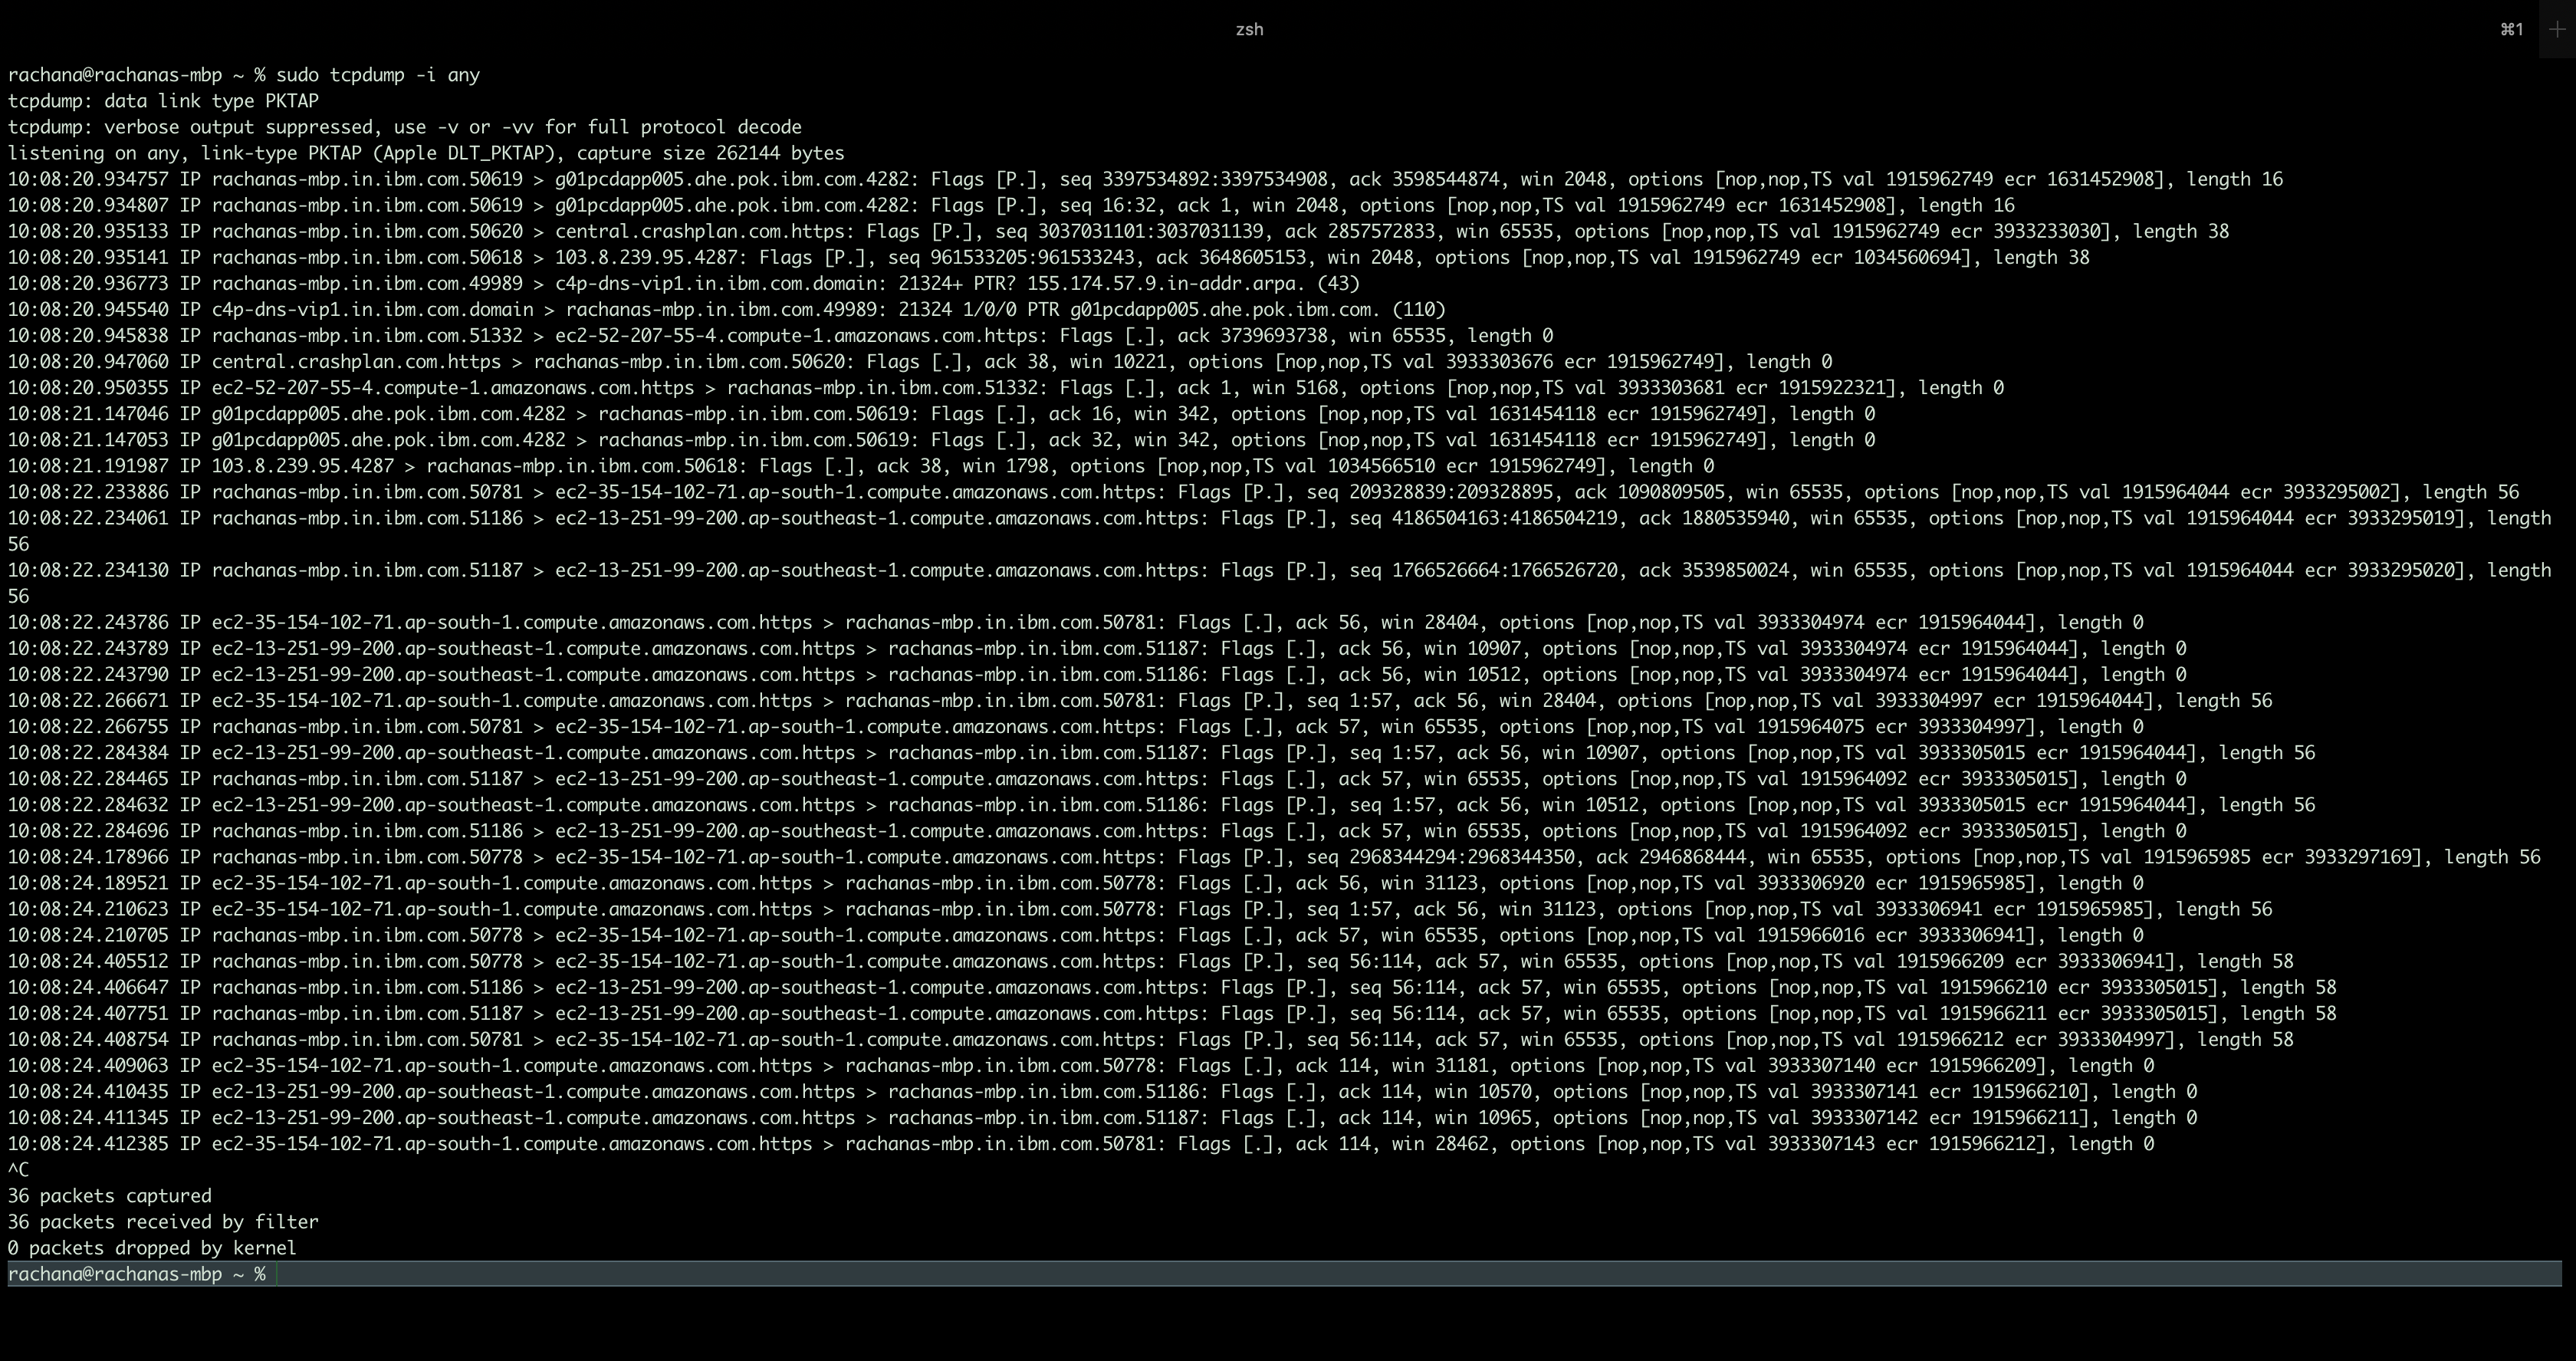 zsh
⌘1
rachana@rachanas-mbp ~ % sudo tcpdump -i any
tcpdump: data link type PKTAP
tcpdump: verbose output suppressed, use -v or -vv for full protocol decode
listening on any, link-type PKTAP (Apple DLT_PKTAP), capture size 262144 bytes
10:08:20.934757 IP rachanas-mbp.in.ibm.com.50619 > g01pcdapp005.ahe.pok.ibm.com.4282: Flags [P.], seq 3397534892:3397534908, ack 3598544874, win 2048, options [nop,nop,TS val 1915962749 ecr 1631452908], length 16
10:08:20.934807 IP rachanas-mbp.in.ibm.com.50619 > g01pcdapp005.ahe.pok.ibm.com.4282: Flags [P.], seq 16:32, ack 1, win 2048, options [nop,nop,TS val 1915962749 ecr 1631452908], length 16
10:08:20.935133 IP rachanas-mbp.in.ibm.com.50620 > central.crashplan.com.https: Flags [P.], seq 3037031101:3037031139, ack 2857572833, win 65535, options [nop,nop,TS val 1915962749 ecr 3933233030], length 38
10:08:20.935141 IP rachanas-mbp.in.ibm.com.50618 > 103.8.239.95.4287: Flags [P.], seq 961533205:961533243, ack 3648605153, win 2048, options [nop,nop,TS val 1915962749 ecr 1034560694], length 38
10:08:20.936773 IP rachanas-mbp.in.ibm.com.49989 > c4p-dns-vip1.in.ibm.com.domain: 21324+ PTR? 155.174.57.9.in-addr.arpa. (43)
10:08:20.945540 IP c4p-dns-vip1.in.ibm.com.domain > rachanas-mbp.in.ibm.com.49989: 21324 1/0/0 PTR g01pcdapp005.ahe.pok.ibm.com. (110)
10:08:20.945838 IP rachanas-mbp.in.ibm.com.51332 > ec2-52-207-55-4.compute-1.amazonaws.com.https: Flags [.], ack 3739693738, win 65535, length 0
10:08:20.947060 IP central.crashplan.com.https > rachanas-mbp.in.ibm.com.50620: Flags [.], ack 38, win 10221, options [nop,nop,TS val 3933303676 ecr 1915962749], length 0
10:08:20.950355 IP ec2-52-207-55-4.compute-1.amazonaws.com.https > rachanas-mbp.in.ibm.com.51332: Flags [.], ack 1, win 5168, options [nop,nop,TS val 3933303681 ecr 1915922321], length 0
10:08:21.147046 IP g01pcdapp005.ahe.pok.ibm.com.4282 > rachanas-mbp.in.ibm.com.50619: Flags [.], ack 16, win 342, options [nop,nop,TS val 1631454118 ecr 1915962749], length 0
10:08:21.147053 IP g01pcdapp005.ahe.pok.ibm.com.4282 > rachanas-mbp.in.ibm.com.50619: Flags [.], ack 32, win 342, options [nop,nop,TS val 1631454118 ecr 1915962749], length 0
10:08:21.191987 IP 103.8.239.95.4287 > rachanas-mbp.in.ibm.com.50618: Flags [.], ack 38, win 1798, options [nop,nop,TS val 1034566510 ecr 1915962749], length 0
10:08:22.233886 IP rachanas-mbp.in.ibm.com.50781 > ec2-35-154-102-71.ap-south-1.compute.amazonaws.com.https: Flags [P.], seq 209328839:209328895, ack 1090809505, win 65535, options [nop,nop,TS val 1915964044 ecr 3933295002], length 56
10:08:22.234061 IP rachanas-mbp.in.ibm.com.51186 > ec2-13-251-99-200.ap-southeast-1.compute.amazonaws.com.https: Flags [P.], seq 4186504163:4186504219, ack 1880535940, win 65535, options [nop,nop,TS val 1915964044 ecr 3933295019], length
56
10:08:22.234130 IP rachanas-mbp.in.ibm.com.51187 > ec2-13-251-99-200.ap-southeast-1.compute.amazonaws.com.https: Flags [P.], seq 1766526664:1766526720, ack 3539850024, win 65535, options [nop,nop,TS val 1915964044 ecr 3933295020], length
56
10:08:22.243786 IP ec2-35-154-102-71.ap-south-1.compute.amazonaws.com.https > rachanas-mbp.in.ibm.com.50781: Flags [.], ack 56, win 28404, options [nop,nop,TS val 3933304974 ecr 1915964044], length 0
10:08:22.243789 IP ec2-13-251-99-200.ap-southeast-1.compute.amazonaws.com.https > rachanas-mbp.in.ibm.com.51187: Flags [.], ack 56, win 10907, options [nop,nop,TS val 3933304974 ecr 1915964044], length 0
10:08:22.243790 IP ec2-13-251-99-200.ap-southeast-1.compute.amazonaws.com.https > rachanas-mbp.in.ibm.com.51186: Flags [.], ack 56, win 10512, options [nop,nop,TS val 3933304974 ecr 1915964044], length 0
10:08:22.266671 IP ec2-35-154-102-71.ap-south-1.compute.amazonaws.com.https > rachanas-mbp.in.ibm.com.50781: Flags [P.], seq 1:57, ack 56, win 28404, options [nop,nop,TS val 3933304997 ecr 1915964044], length 56
10:08:22.266755 IP rachanas-mbp.in.ibm.com.50781 > ec2-35-154-102-71.ap-south-1.compute.amazonaws.com.https: Flags [.], ack 57, win 65535, options [nop,nop,TS val 1915964075 ecr 3933304997], length 0
10:08:22.284384 IP ec2-13-251-99-200.ap-southeast-1.compute.amazonaws.com.https > rachanas-mbp.in.ibm.com.51187: Flags [P.], seq 1:57, ack 56, win 10907, options [nop,nop,TS val 3933305015 ecr 1915964044], length 56
10:08:22.284465 IP rachanas-mbp.in.ibm.com.51187 > ec2-13-251-99-200.ap-southeast-1.compute.amazonaws.com.https: Flags [.], ack 57, win 65535, options [nop,nop,TS val 1915964092 ecr 3933305015], length 0
10:08:22.284632 IP ec2-13-251-99-200.ap-southeast-1.compute.amazonaws.com.https > rachanas-mbp.in.ibm.com.51186: Flags [P.], seq 1:57, ack 56, win 10512, options [nop,nop,TS val 3933305015 ecr 1915964044], length 56
10:08:22.284696 IP rachanas-mbp.in.ibm.com.51186 > ec2-13-251-99-200.ap-southeast-1.compute.amazonaws.com.https: Flags [.], ack 57, win 65535, options [nop,nop,TS val 1915964092 ecr 3933305015], length 0
10:08:24.178966 IP rachanas-mbp.in.ibm.com.50778 > ec2-35-154-102-71.ap-south-1.compute.amazonaws.com.https: Flags [P.], seq 2968344294:2968344350, ack 2946868444, win 65535, options [nop,nop,TS val 1915965985 ecr 3933297169], length 56
10:08:24.189521 IP ec2-35-154-102-71.ap-south-1.compute.amazonaws.com.https > rachanas-mbp.in.ibm.com.50778: Flags [.], ack 56, win 31123, options [nop,nop,TS val 3933306920 ecr 1915965985], length 0
10:08:24.210623 IP ec2-35-154-102-71.ap-south-1.compute.amazonaws.com.https > rachanas-mbp.in.ibm.com.50778: Flags [P.], seq 1:57, ack 56, win 31123, options [nop,nop,TS val 3933306941 ecr 1915965985], length 56
10:08:24.210705 IP rachanas-mbp.in.ibm.com.50778 > ec2-35-154-102-71.ap-south-1.compute.amazonaws.com.https: Flags [.], ack 57, win 65535, options [nop,nop,TS val 1915966016 ecr 3933306941], length 0
10:08:24.405512 IP rachanas-mbp.in.ibm.com.50778 > ec2-35-154-102-71.ap-south-1.compute.amazonaws.com.https: Flags [P.], seq 56:114, ack 57, win 65535, options [nop,nop,TS val 1915966209 ecr 3933306941], length 58
10:08:24.406647 IP rachanas-mbp.in.ibm.com.51186 > ec2-13-251-99-200.ap-southeast-1.compute.amazonaws.com.https: Flags [P.], seq 56:114, ack 57, win 65535, options [nop,nop,TS val 1915966210 ecr 3933305015], length 58
10:08:24.407751 IP rachanas-mbp.in.ibm.com.51187 > ec2-13-251-99-200.ap-southeast-1.compute.amazonaws.com.https: Flags [P.], seq 56:114, ack 57, win 65535, options [nop,nop,TS val 1915966211 ecr 3933305015], length 58
10:08:24.408754 IP rachanas-mbp.in.ibm.com.50781 > ec2-35-154-102-71.ap-south-1.compute.amazonaws.com.https: Flags [P.], seq 56:114, ack 57, win 65535, options [nop,nop,TS val 1915966212 ecr 3933304997], length 58
10:08:24.409063 IP ec2-35-154-102-71.ap-south-1.compute.amazonaws.com.https > rachanas-mbp.in.ibm.com.50778: Flags [.], ack 114, win 31181, options [nop,nop,TS val 3933307140 ecr 1915966209], length 0
10:08:24.410435 IP ec2-13-251-99-200.ap-southeast-1.compute.amazonaws.com.https > rachanas-mbp.in.ibm.com.51186: Flags [.], ack 114, win 10570, options [nop,nop,TS val 3933307141 ecr 1915966210], length 0
10:08:24.411345 IP ec2-13-251-99-200.ap-southeast-1.compute.amazonaws.com.https > rachanas-mbp.in.ibm.com.51187: Flags [.], ack 114, win 10965, options [nop,nop,TS val 3933307142 ecr 1915966211], length 0
10:08:24.412385 IP ec2-35-154-102-71.ap-south-1.compute.amazonaws.com.https > rachanas-mbp.in.ibm.com.50781: Flags [.], ack 114, win 28462, options [nop,nop,TS val 3933307143 ecr 1915966212], length 0
^C
36 packets captured
36 packets received by filter
0 packets dropped by kernel
rachana@rachanas-mbp ~ %